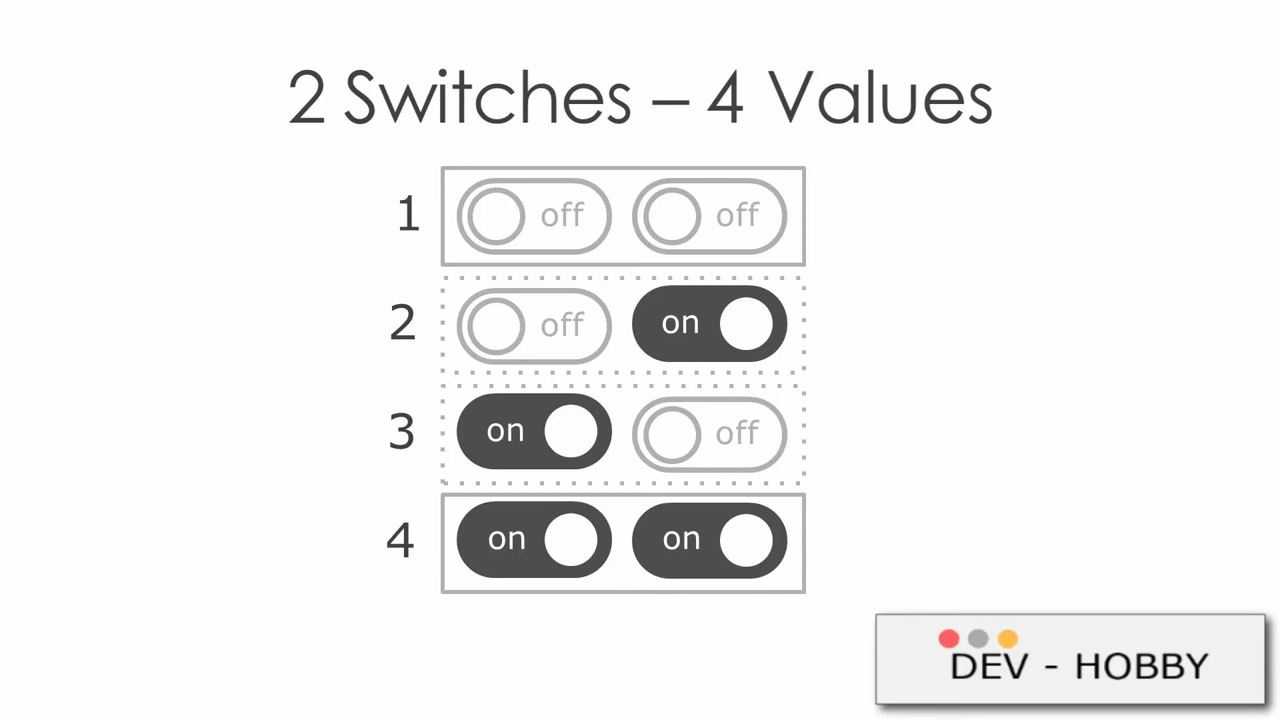 2 Switches – 4 Values
1 off off
2 off on
3 on off
4 on on
DEV - HOBBY